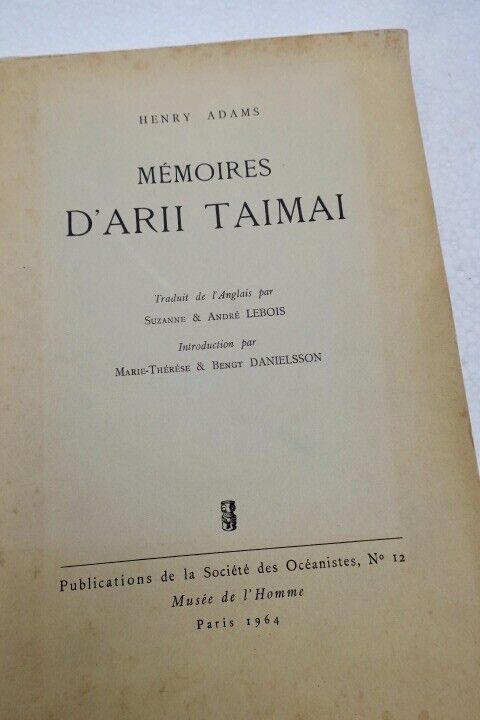 HENRY ADAMS
MÉMOIRES
D'ARII TAIMAI
Traduit de l'Anglais par
SUZANNE & ANDRÉ LEBOIS
Introduction par
MARIE-THÉRÈSE & BENGT DANIELSSON
Publications de la Société des Océanistes, N° 12
Musée de l'Homme
Paris 1964